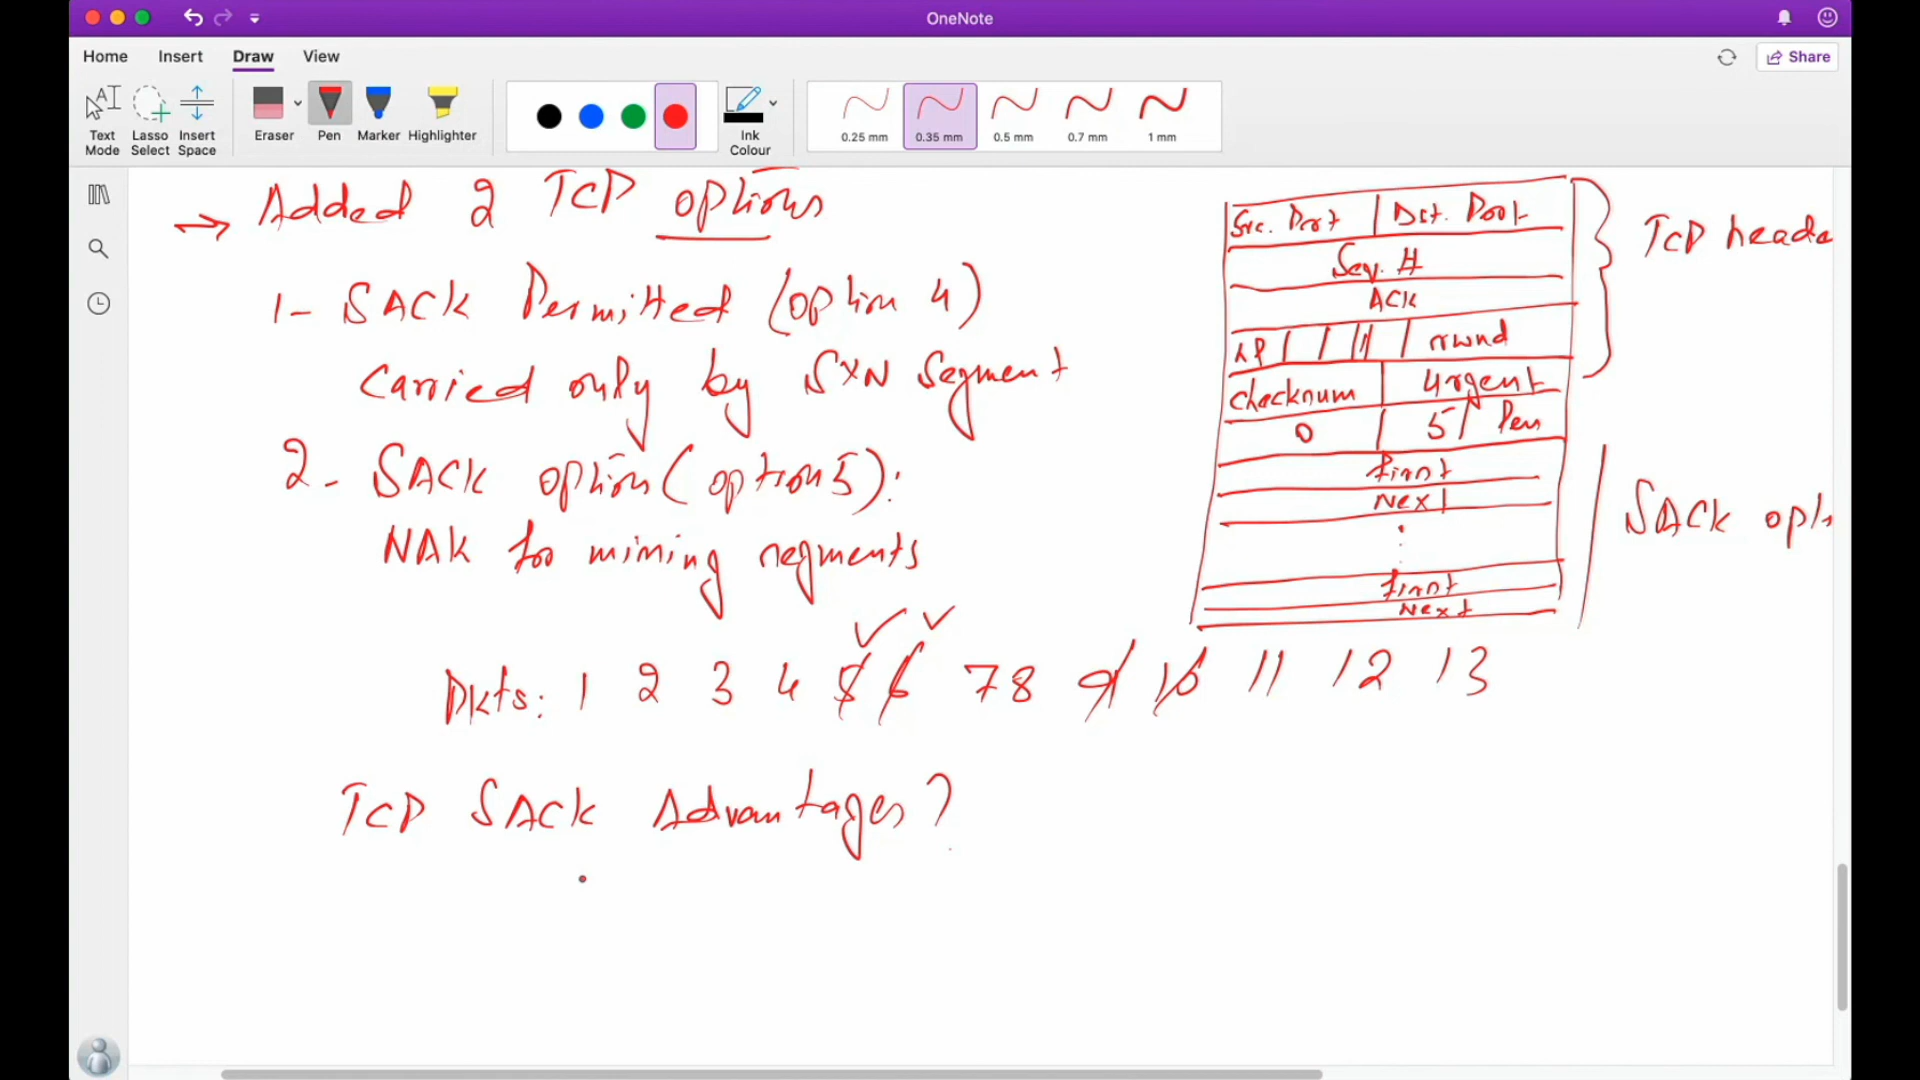 OneNote
Home Insert Draw View
Share
Text Mode
Lasso Select
Insert Space
Eraser
Pen
Marker
Highlighter
Ink Colour
0.25 mm
0.35 mm
0.5 mm
0.7 mm
1 mm
→ Added 2 TCP options
1- SACK Permitted (option 4)
Carried only by SYN Segment
2- SACK option (option 5):
NAK for missing segments
Pkts: 1 2 3 4 5 6 7 8 9 10 11 12 13
TCP SACK Advantages?
Src. Port Dst. Port
Seq. #
ACK
rwnd
checksum urgent
0 5 Len
first
Next
first
Next
TCP heade
SACK opti